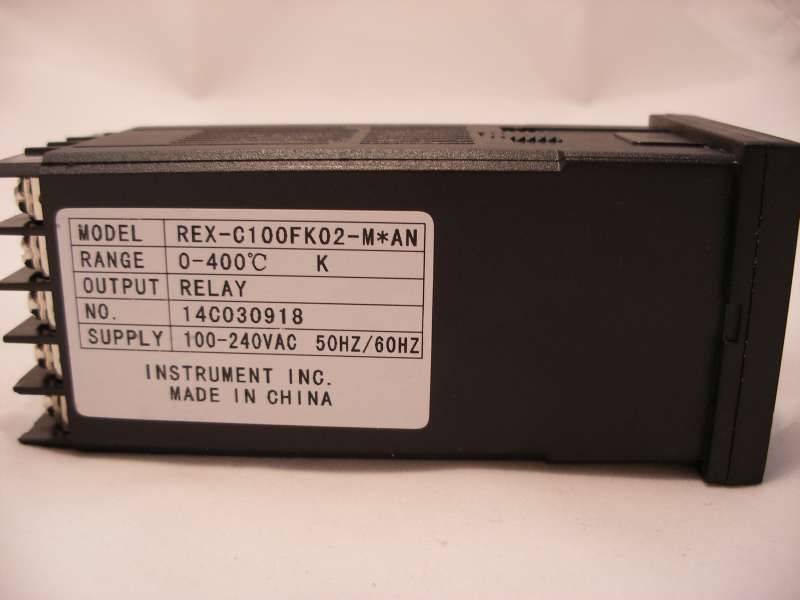 MODEL REX-C100FK02-M*AN
RANGE 0-400℃ K
OUTPUT RELAY
NO. 14C030918
SUPPLY 100-240VAC 50HZ/60HZ
INSTRUMENT INC.
MADE IN CHINA